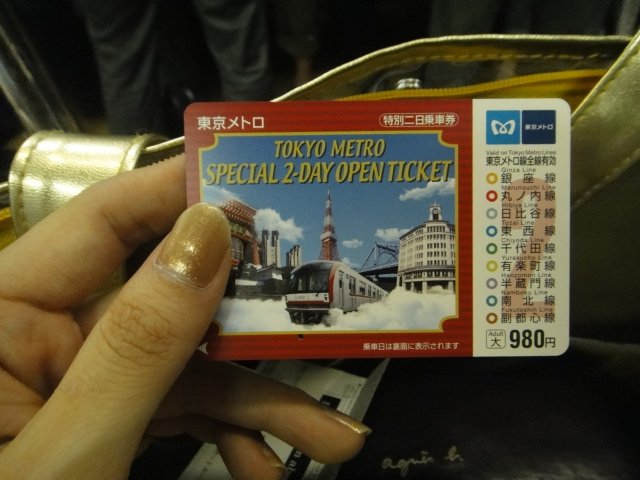 東京メトロ
特別二日乗車券
TOKYO METRO
SPECIAL 2-DAY OPEN TICKET
乗車日は裏面に表示されます
東京メトロ
Valid on Tokyo Metro Lines
東京メトロ線全線有効
Ginza Line
銀座線
Marunouchi Line
丸ノ内線
Hibiya Line
日比谷線
Tozai Line
東西線
Chiyoda Line
千代田線
Yurakucho Line
有楽町線
Hanzomon Line
半蔵門線
Namboku Line
南北線
Fukutoshin Line
副都心線
Adult
大
980円
agnès b.